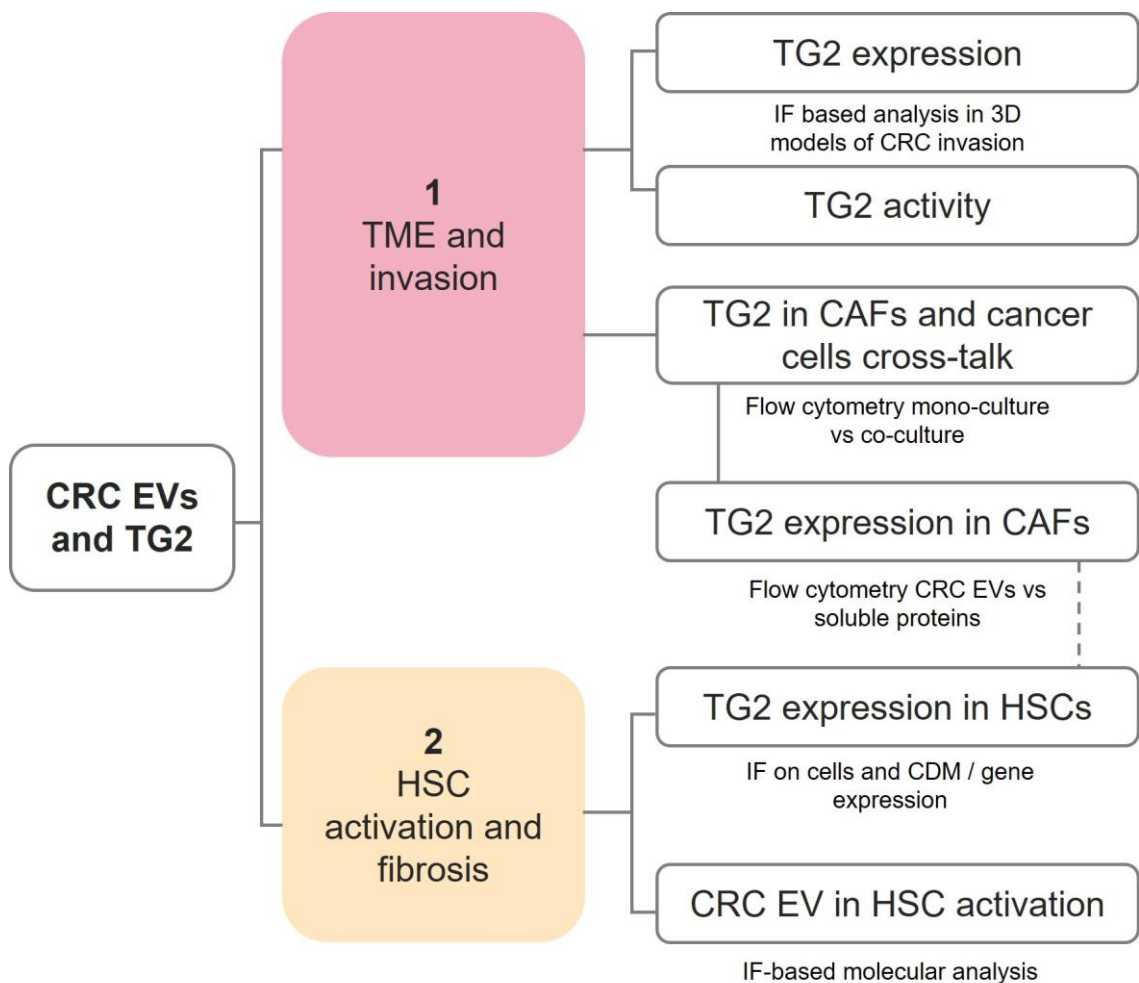 CRC EVs
and TG2
1
TME and
invasion
TG2 expression
IF based analysis in 3D
models of CRC invasion
TG2 activity
TG2 in CAFs and cancer
cells cross-talk
Flow cytometry mono-culture
vs co-culture
TG2 expression in CAFs
Flow cytometry CRC EVs vs
soluble proteins
2
HSC
activation and
fibrosis
TG2 expression in HSCs
IF on cells and CDM / gene
expression
CRC EV in HSC activation
IF-based molecular analysis